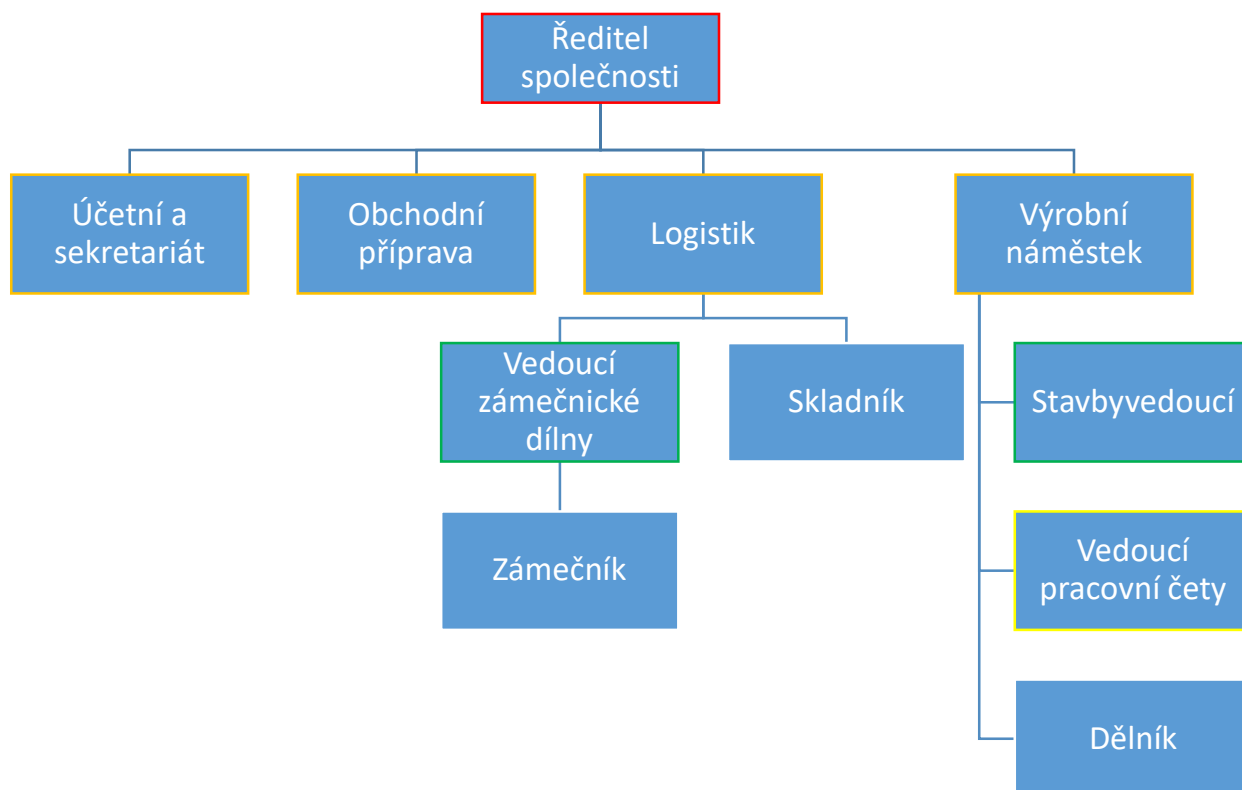 Ředitel
společnosti
Účetní a
sekretariát
Obchodní
příprava
Logistik
Výrobní
náměstek
Vedoucí
zámečnické
dílny
Skladník
Stavbyvedoucí
Zámečník
Vedoucí
pracovní čety
Dělník